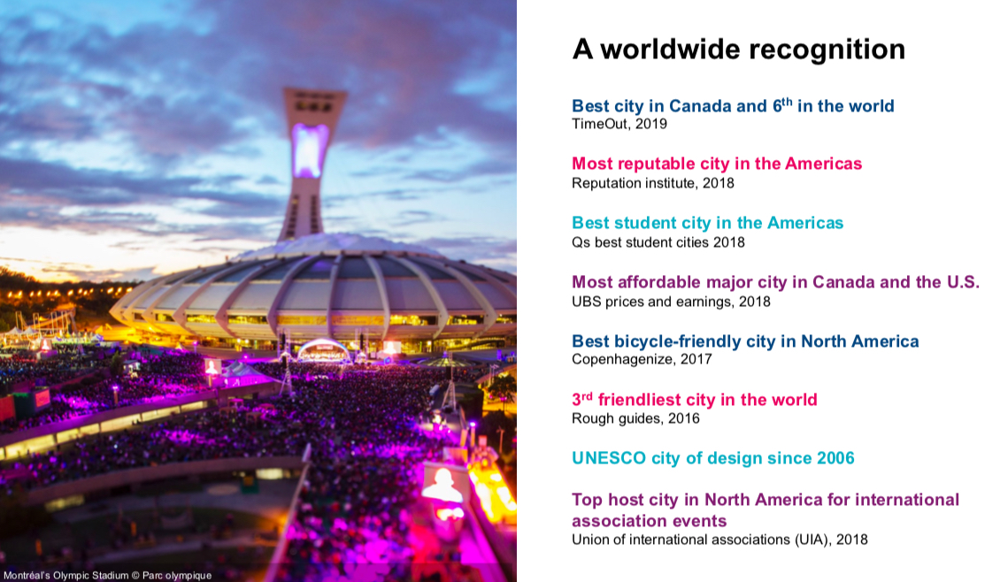 A worldwide recognition
Best city in Canada and 6th in the world
TimeOut, 2019
Most reputable city in the Americas
Reputation institute, 2018
Best student city in the Americas
Qs best student cities 2018
Most affordable major city in Canada and the U.S.
UBS prices and earnings, 2018
Best bicycle-friendly city in North America
Copenhagenize, 2017
3rd friendliest city in the world
Rough guides, 2016
UNESCO city of design since 2006
Top host city in North America for international
association events
Union of international associations (UIA), 2018
Montréal's Olympic Stadium © Parc olympique